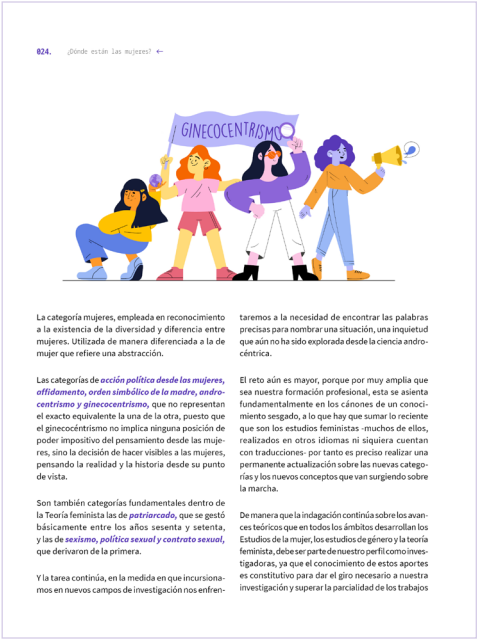 024.   ¿Dónde están las mujeres? ←
GINECOCENTRISMO
La categoría mujeres, empleada en reconocimiento
a la existencia de la diversidad y diferencia entre
mujeres. Utilizada de manera diferenciada a la de
mujer que refiere una abstracción.
Las categorías de acción política desde las mujeres,
affidamento, orden simbólico de la madre, andro-
centrismo y ginecocentrismo, que no representan
el exacto equivalente la una de la otra, puesto que
el ginecocéntrismo no implica ninguna posición de
poder impositivo del pensamiento desde las muje-
res, sino la decisión de hacer visibles a las mujeres,
pensando la realidad y la historia desde su punto
de vista.
Son también categorías fundamentales dentro de
la Teoría feminista las de patriarcado, que se gestó
básicamente entre los años sesenta y setenta,
y las de sexismo, política sexual y contrato sexual,
que derivaron de la primera.
Y la tarea continúa, en la medida en que incursiona-
mos en nuevos campos de investigación nos enfren-
taremos a la necesidad de encontrar las palabras
precisas para nombrar una situación, una inquietud
que aún no ha sido explorada desde la ciencia andro-
céntrica.
El reto aún es mayor, porque por muy amplia que
sea nuestra formación profesional, esta se asienta
fundamentalmente en los cánones de un conoci-
miento sesgado, a lo que hay que sumar lo reciente
que son los estudios feministas -muchos de ellos,
realizados en otros idiomas ni siquiera cuentan
con traducciones- por tanto es preciso realizar una
permanente actualización sobre las nuevas catego-
rías y los nuevos conceptos que van surgiendo sobre
la marcha.
De manera que la indagación continúa sobre los avan-
ces teóricos que en todos los ámbitos desarrollan los
Estudios de la mujer, los estudios de género y la teoría
feminista, debe ser parte de nuestro perfil como inves-
tigadoras, ya que el conocimiento de estos aportes
es constitutivo para dar el giro necesario a nuestra
investigación y superar la parcialidad de los trabajos